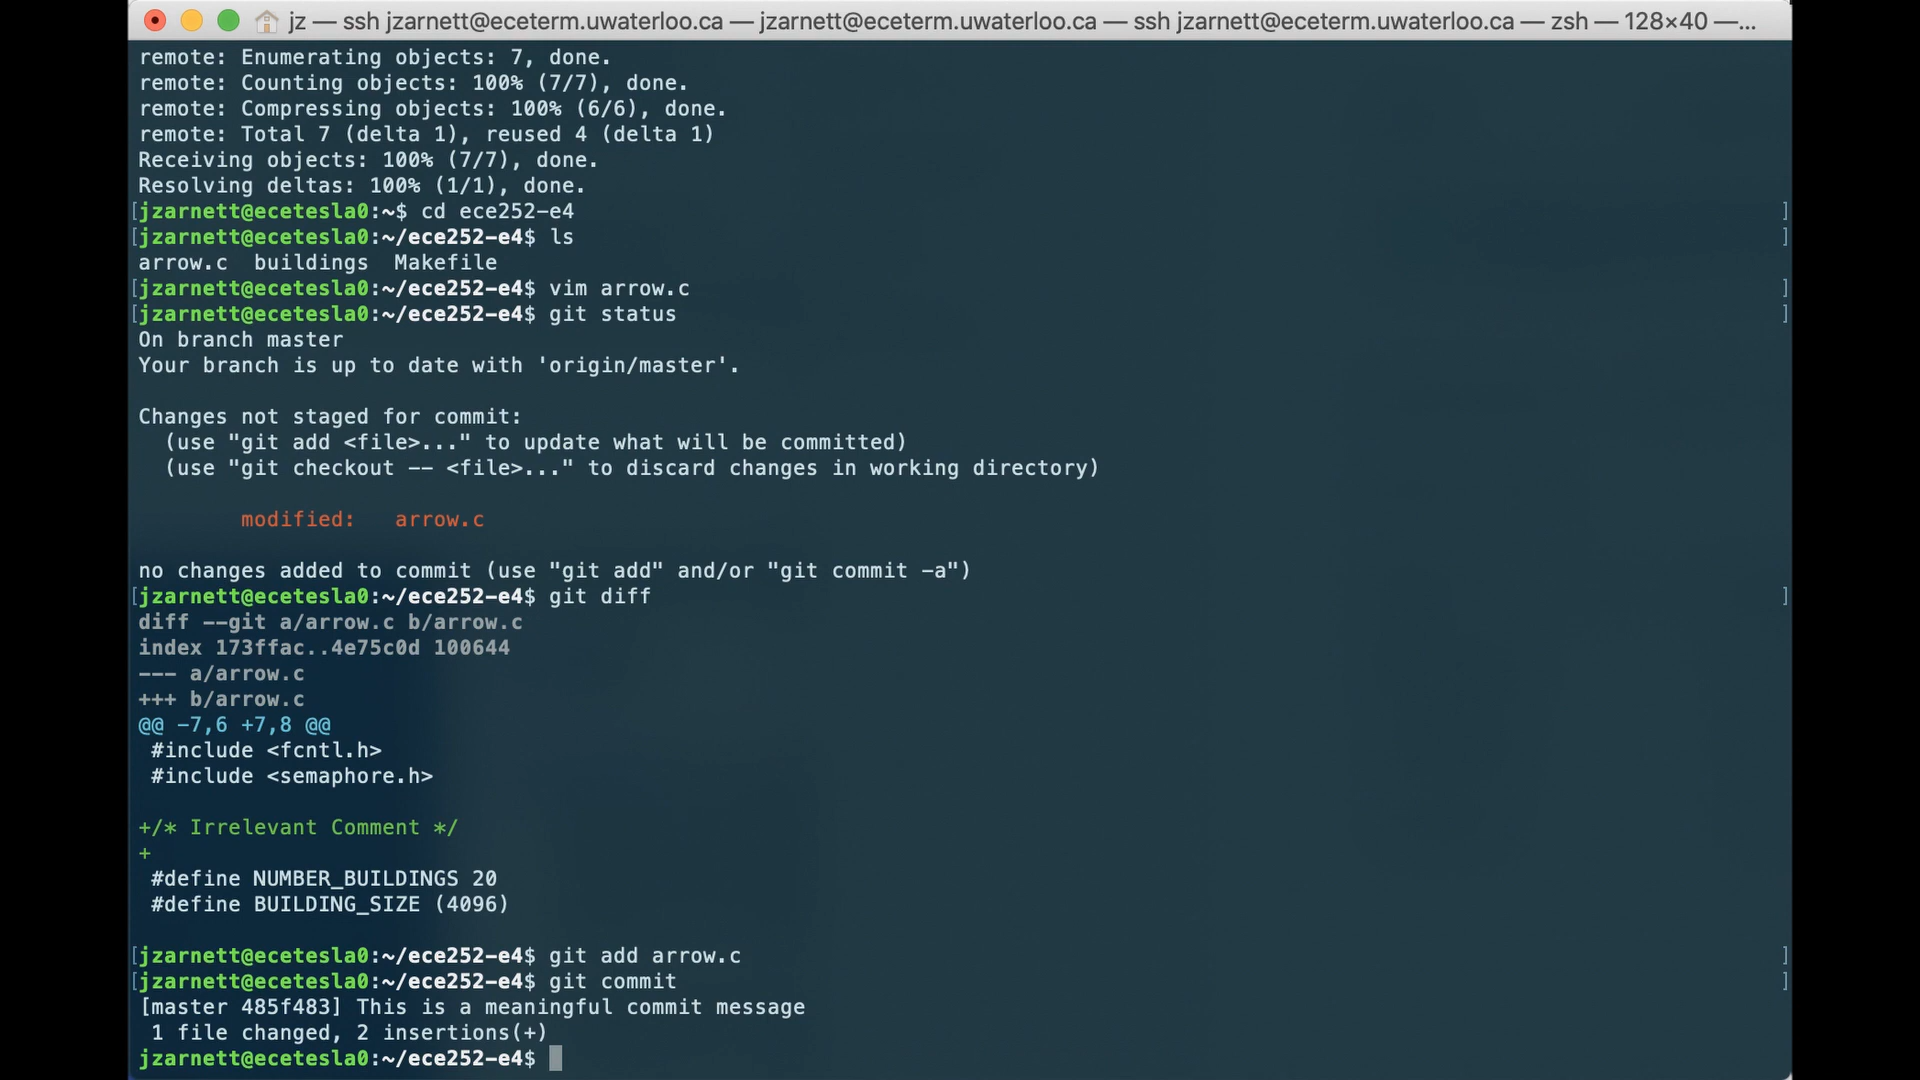 jz — ssh jzarnett@eceterm.uwaterloo.ca — jzarnett@eceterm.uwaterloo.ca — ssh jzarnett@eceterm.uwaterloo.ca — zsh — 128×40 —...
remote: Enumerating objects: 7, done.
remote: Counting objects: 100% (7/7), done.
remote: Compressing objects: 100% (6/6), done.
remote: Total 7 (delta 1), reused 4 (delta 1)
Receiving objects: 100% (7/7), done.
Resolving deltas: 100% (1/1), done.
[jzarnett@ecetesla0:~$ cd ece252-e4 ]
[jzarnett@ecetesla0:~/ece252-e4$ ls ]
arrow.c  buildings  Makefile
[jzarnett@ecetesla0:~/ece252-e4$ vim arrow.c ]
[jzarnett@ecetesla0:~/ece252-e4$ git status ]
On branch master
Your branch is up to date with 'origin/master'.
Changes not staged for commit:
  (use "git add <file>..." to update what will be committed)
  (use "git checkout -- <file>..." to discard changes in working directory)
        modified:   arrow.c
no changes added to commit (use "git add" and/or "git commit -a")
[jzarnett@ecetesla0:~/ece252-e4$ git diff ]
diff --git a/arrow.c b/arrow.c
index 173ffac..4e75c0d 100644
--- a/arrow.c
+++ b/arrow.c
@@ -7,6 +7,8 @@
 #include <fcntl.h>
 #include <semaphore.h>
+/* Irrelevant Comment */
+
 #define NUMBER_BUILDINGS 20
 #define BUILDING_SIZE (4096)
[jzarnett@ecetesla0:~/ece252-e4$ git add arrow.c ]
[jzarnett@ecetesla0:~/ece252-e4$ git commit ]
[master 485f483] This is a meaningful commit message
 1 file changed, 2 insertions(+)
jzarnett@ecetesla0:~/ece252-e4$